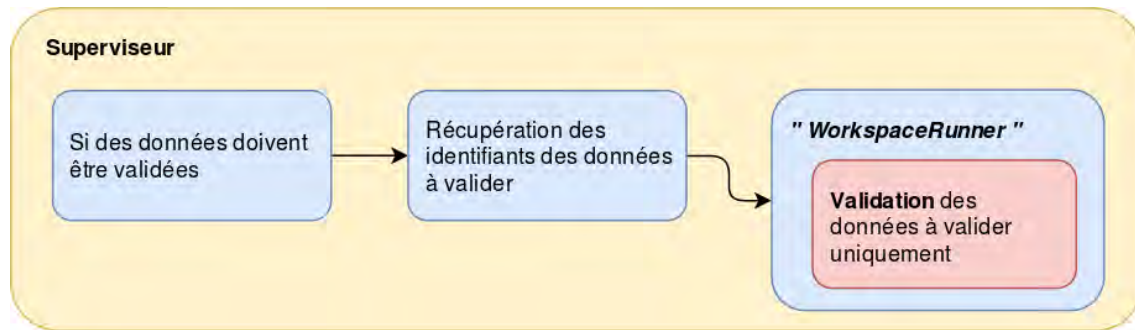 Superviseur
Si des données doivent
être validées
Récupération des
identifiants des données
à valider
" WorkspaceRunner "
Validation des
données à valider
uniquement